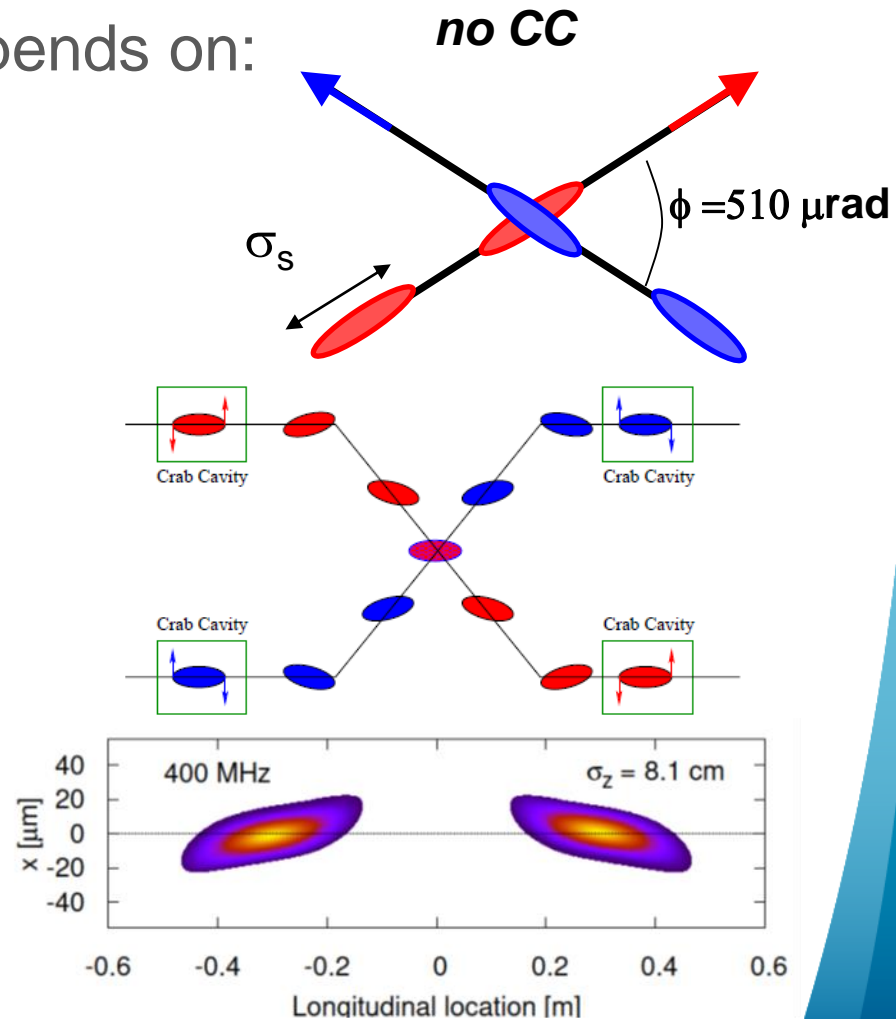 pends on:
no CC
σs
ϕ =510 μrad
Crab Cavity Crab Cavity
Crab Cavity Crab Cavity
400 MHz σz = 8.1 cm
40
20
0
-20
-40
x [μm]
-0.6 -0.4 -0.2 0 0.2 0.4 0.6
Longitudinal location [m]